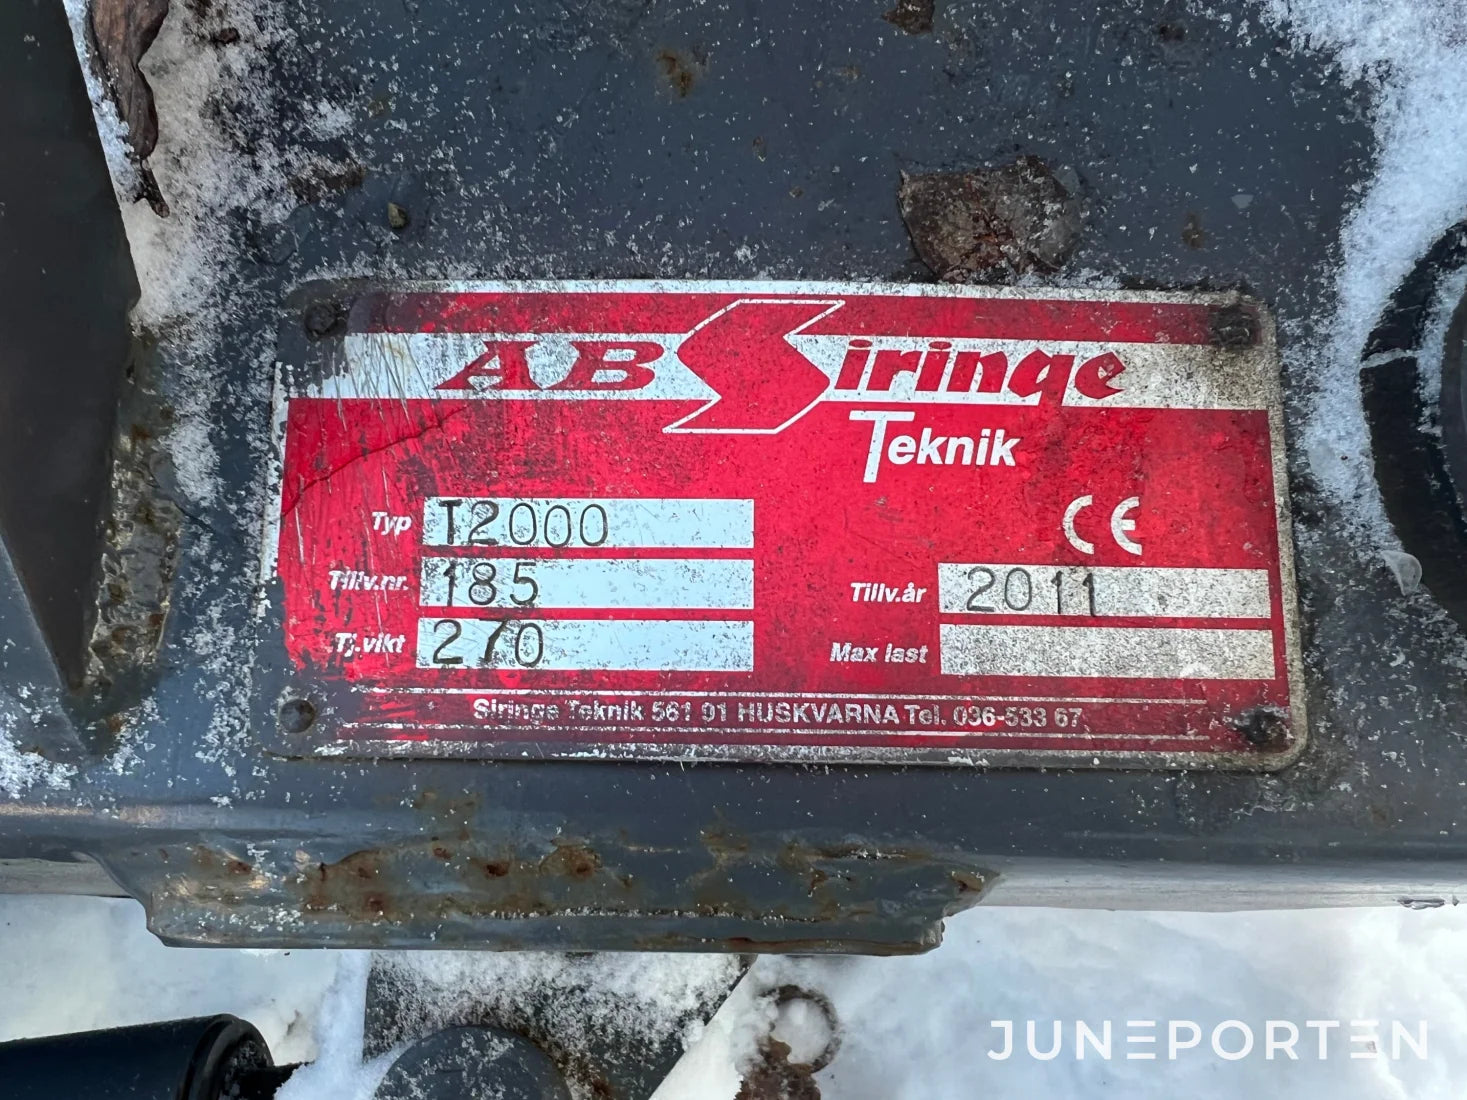 AB Siringe
Teknik
CE
Typ T2000
Tillv.nr. 185
Tillv.år 2011
Tj.vikt 270
Max last
Siringe Teknik 561 91 HUSKVARNA Tel. 036-533 67
JUNEPORTEN